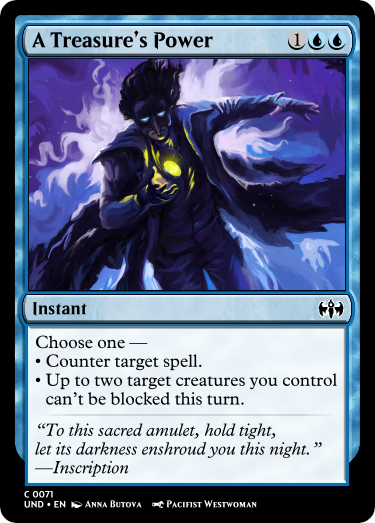 A Treasure's Power 1
Instant
Choose one —
• Counter target spell.
• Up to two target creatures you control
can't be blocked this turn.
“To this sacred amulet, hold tight,
let its darkness enshroud you this night.”
—Inscription
C 0071
UND • EN Anna Butova Pacifist Westwoman